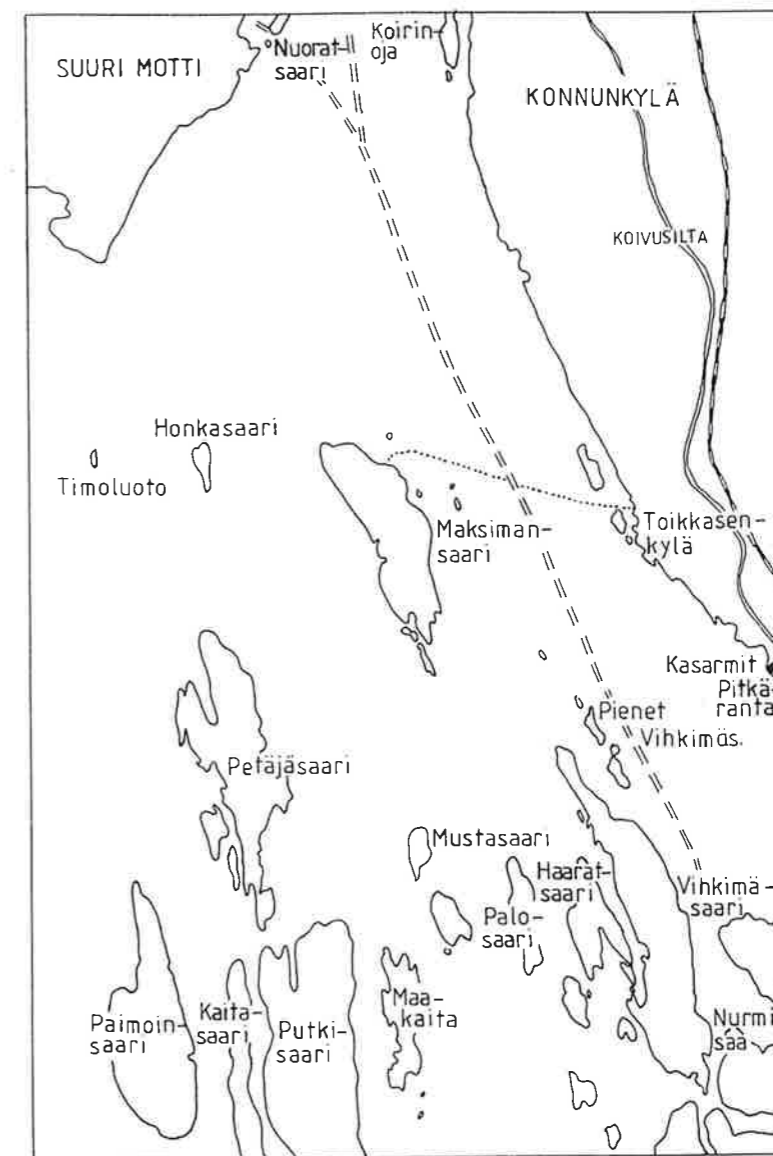 Koirin-
oja
Nuorat-
saari
SUURI MOTTI
KONNUNKYLÄ
KOIVUSILTA
Honkasaari
Timoluoto
Maksiman-
saari
Toikkasen-
kylä
Kasarmit
Pitkä-
ranta
Pienet
Vihkimäs.
Petäjäsaari
Mustasaari
Haarat-
saari
Vihkimä-
saari
Palo-
saari
Paimoin-
saari
Kaita-
saari
Putki-
saari
Maa-
kaita
Nurmi
sää